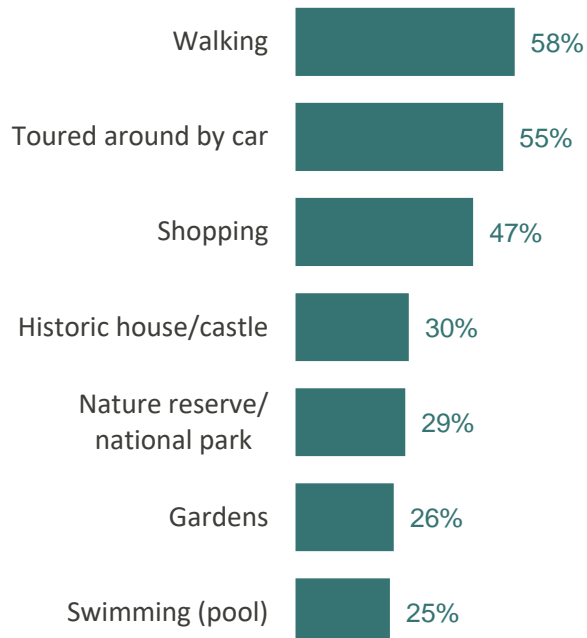 Walking 58%
Toured around by car 55%
Shopping 47%
Historic house/castle 30%
Nature reserve/
national park 29%
Gardens 26%
Swimming (pool) 25%